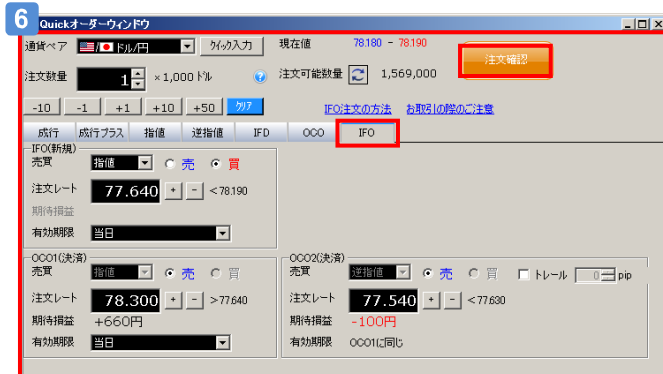 6
Quickオーダーウィンドウ
通貨ペア ドル/円 クイック入力 現在値 78.180 - 78.190
注文確認
注文数量 1 ×1,000ドル 注文可能数量 1,569,000
-10 -1 +1 +10 +50 クリア IFO注文の方法 お取引の際のご注意
成行 成行プラス 指値 逆指値 IFD OCO IFO
IFO(新規)
売買 指値 売 買
注文レート 77.640 + - <78.190
期待損益
有効期限 当日
OCO1(決済) OCO2(決済)
売買 指値 売 買 売買 逆指値 売 買 トレール 0 pip
注文レート 78.300 + - >77.640 注文レート 77.540 + - <77.630
期待損益 +660円 期待損益 -100円
有効期限 当日 有効期限 OCO1に同じ